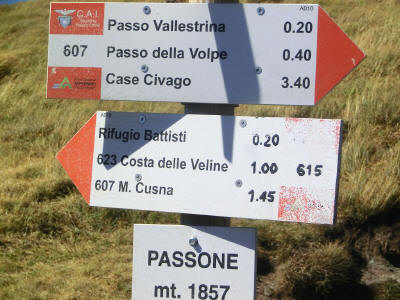 C.A.I.
A010
Passo Vallestrina 0.20
607 Passo della Volpe 0.40
Case Civago 3.40
Rifugio Battisti 0.20
623 Costa delle Veline 1.00 615
607 M. Cusna 1.45
PASSONE
mt. 1857